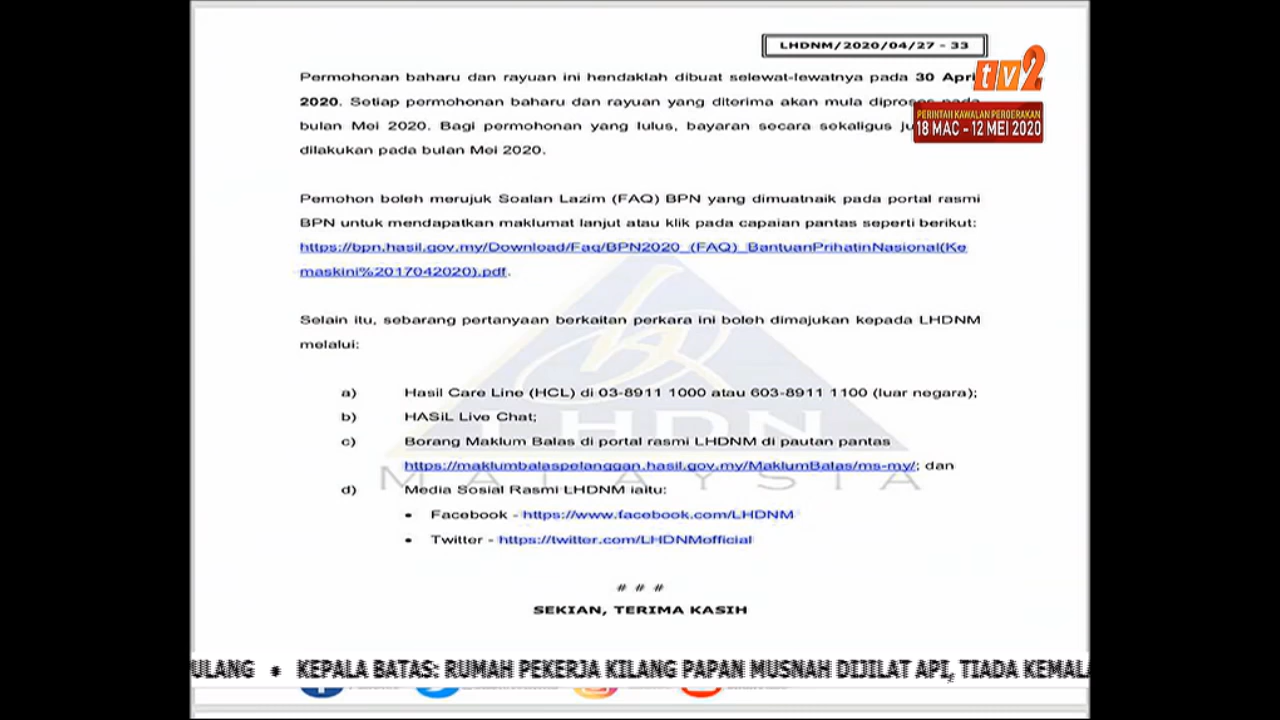 LHDNM/2020/04/27 - 33
tv2
PERINTAH KAWALAN PERGERAKAN
18 MAC - 12 MEI 2020
Permohonan baharu dan rayuan ini hendaklah dibuat selewat-lewatnya pada 30 Apri
2020. Setiap permohonan baharu dan rayuan yang diterima akan mula diproses pada
bulan Mei 2020. Bagi permohonan yang lulus, bayaran secara sekaligus ju
dilakukan pada bulan Mei 2020.
Pemohon boleh merujuk Soalan Lazim (FAQ) BPN yang dimuatnaik pada portal rasmi
BPN untuk mendapatkan maklumat lanjut atau klik pada capaian pantas seperti berikut:
https://bpn.hasil.gov.my/Download/Faq/BPN2020_(FAQ)_BantuanPrihatinNasional(Ke
maskini%2017042020).pdf.
Selain itu, sebarang pertanyaan berkaitan perkara ini boleh dimajukan kepada LHDNM
melalui:
a) Hasil Care Line (HCL) di 03-8911 1000 atau 603-8911 1100 (luar negara);
b) HASiL Live Chat;
c) Borang Maklum Balas di portal rasmi LHDNM di pautan pantas
https://maklumbalaspelanggan.hasil.gov.my/MaklumBalas/ms-my/; dan
d) Media Sosial Rasmi LHDNM iaitu:
• Facebook - https://www.facebook.com/LHDNM
• Twitter - https://twitter.com/LHDNMofficial
LHDN
MALAYSIA
# # #
SEKIAN, TERIMA KASIH
ULANG • KEPALA BATAS: RUMAH PEKERJA KILANG PAPAN MUSNAH DIJILAT API, TIADA KEMALA